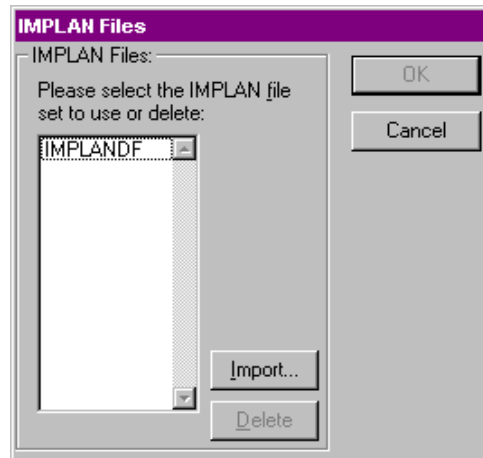 IMPLAN Files
IMPLAN Files:
Please select the IMPLAN file
set to use or delete:
IMPLANDF
OK
Cancel
Import...
Delete